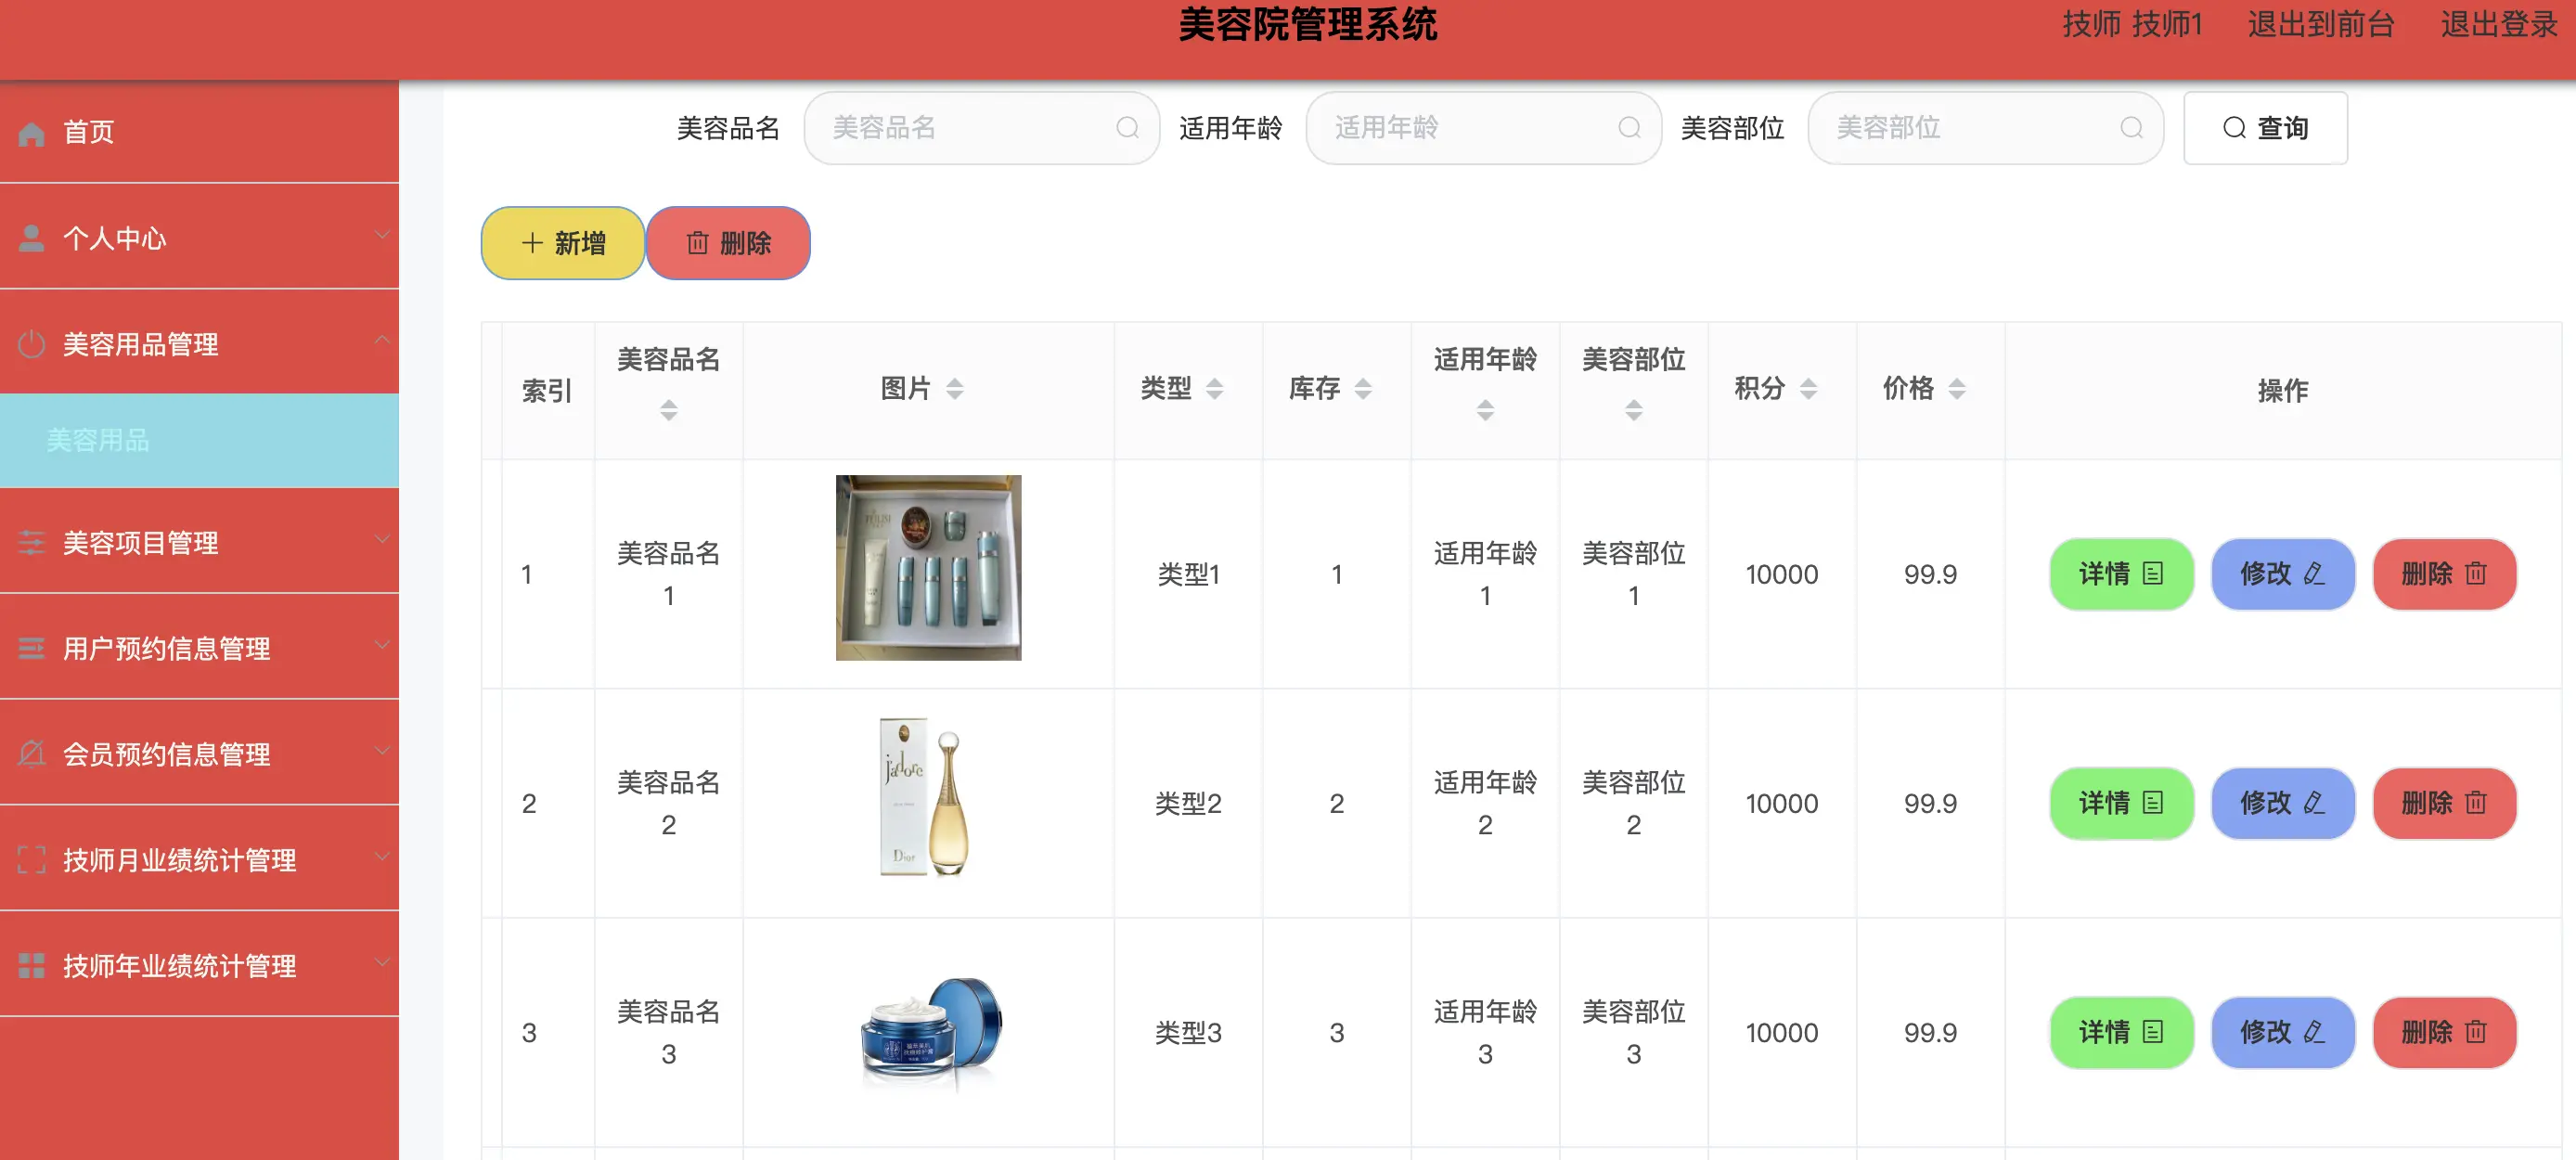 美容院管理系统
技师 技师1 退出到前台 退出登录
首页
个人中心
美容用品管理
美容用品
美容项目管理
用户预约信息管理
会员预约信息管理
技师月业绩统计管理
技师年业绩统计管理
美容品名 美容品名 适用年龄 适用年龄 美容部位 美容部位 查询
新增 删除
索引 美容品名 图片 类型 库存 适用年龄 美容部位 积分 价格 操作
1 美容品名1 类型1 1 适用年龄1 美容部位1 10000 99.9 详情 修改 删除
2 美容品名2 类型2 2 适用年龄2 美容部位2 10000 99.9 详情 修改 删除
j'adore
Dior
3 美容品名3 类型3 3 适用年龄3 美容部位3 10000 99.9 详情 修改 删除